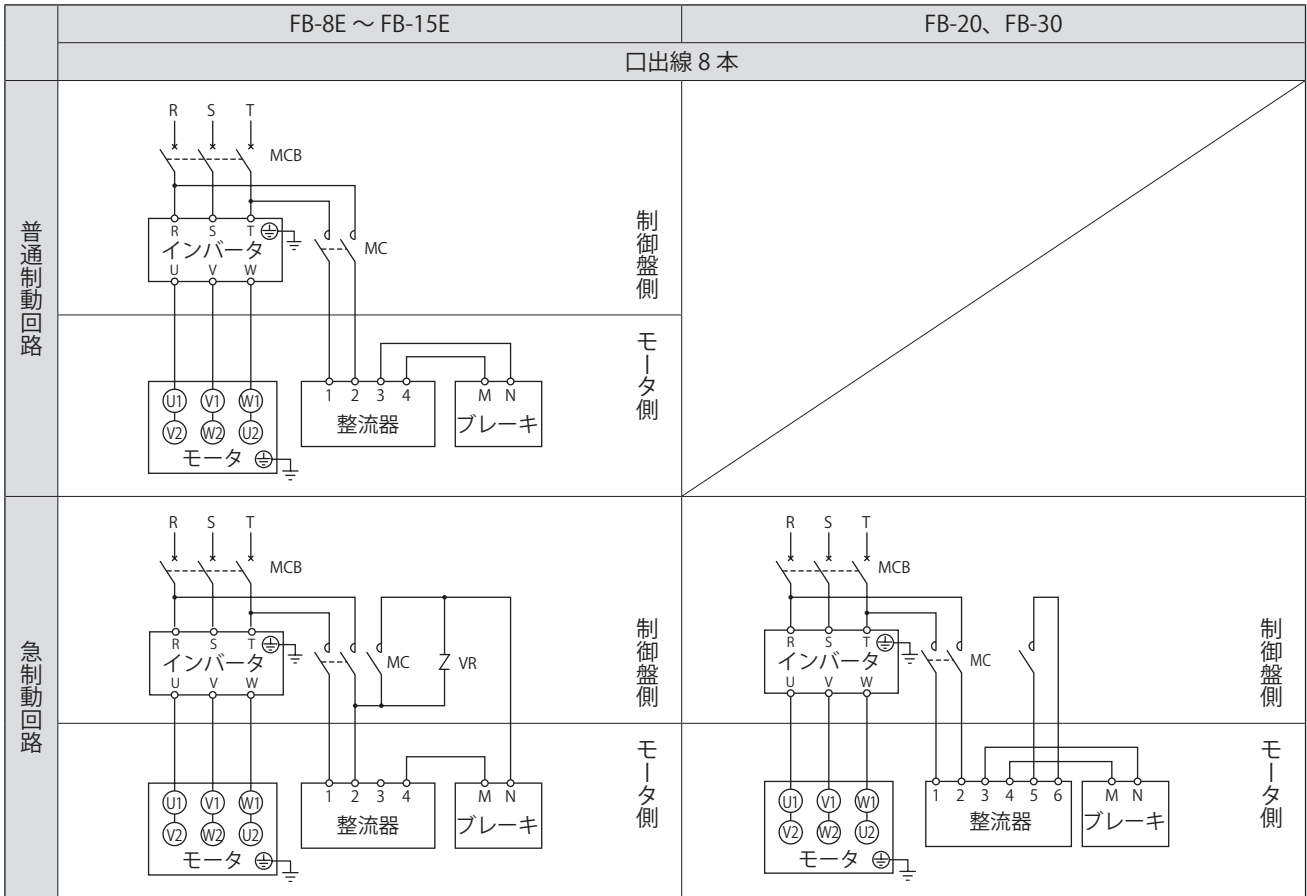 FB-8E ～ FB-15E
FB-20、FB-30
口出線 8 本
普通制動回路
R S T
MCB
R S T
インバータ
U V W
MC
制御盤側
U1 V1 W1
V2 W2 U2
モータ
1 2 3 4
整流器
M N
ブレーキ
モータ側
急制動回路
R S T
MCB
R S T
インバータ
U V W
MC
VR
制御盤側
U1 V1 W1
V2 W2 U2
モータ
1 2 3 4
整流器
M N
ブレーキ
モータ側
R S T
MCB
R S T
インバータ
U V W
MC
制御盤側
U1 V1 W1
V2 W2 U2
モータ
1 2 3 4 5 6
整流器
M N
ブレーキ
モータ側